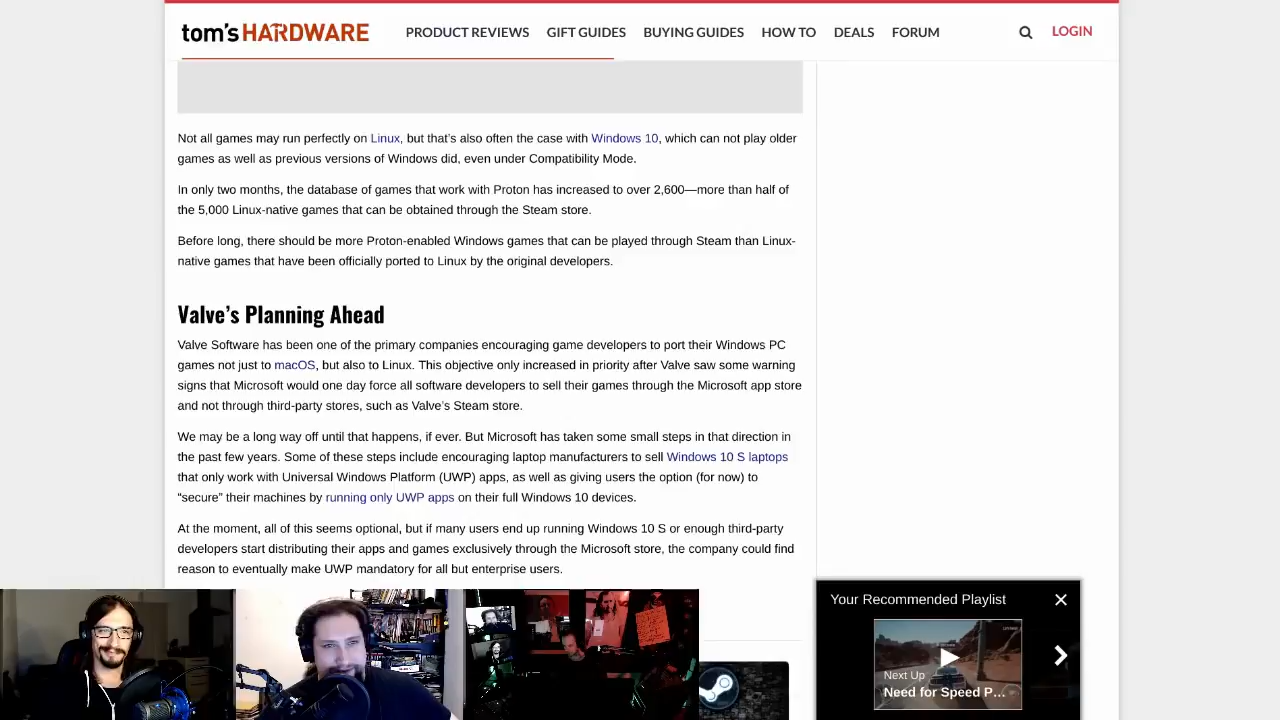 tom's HARDWARE
PRODUCT REVIEWS GIFT GUIDES BUYING GUIDES HOW TO DEALS FORUM LOGIN
Not all games may run perfectly on Linux, but that's also often the case with Windows 10, which can not play older
games as well as previous versions of Windows did, even under Compatibility Mode.
In only two months, the database of games that work with Proton has increased to over 2,600—more than half of
the 5,000 Linux-native games that can be obtained through the Steam store.
Before long, there should be more Proton-enabled Windows games that can be played through Steam than Linux-
native games that have been officially ported to Linux by the original developers.
Valve's Planning Ahead
Valve Software has been one of the primary companies encouraging game developers to port their Windows PC
games not just to macOS, but also to Linux. This objective only increased in priority after Valve saw some warning
signs that Microsoft would one day force all software developers to sell their games through the Microsoft app store
and not through third-party stores, such as Valve's Steam store.
We may be a long way off until that happens, if ever. But Microsoft has taken some small steps in that direction in
the past few years. Some of these steps include encouraging laptop manufacturers to sell Windows 10 S laptops
that only work with Universal Windows Platform (UWP) apps, as well as giving users the option (for now) to
“secure” their machines by running only UWP apps on their full Windows 10 devices.
At the moment, all of this seems optional, but if many users end up running Windows 10 S or enough third-party
developers start distributing their apps and games exclusively through the Microsoft store, the company could find
reason to eventually make UWP mandatory for all but enterprise users.
Your Recommended Playlist
Next Up
Need for Speed P...